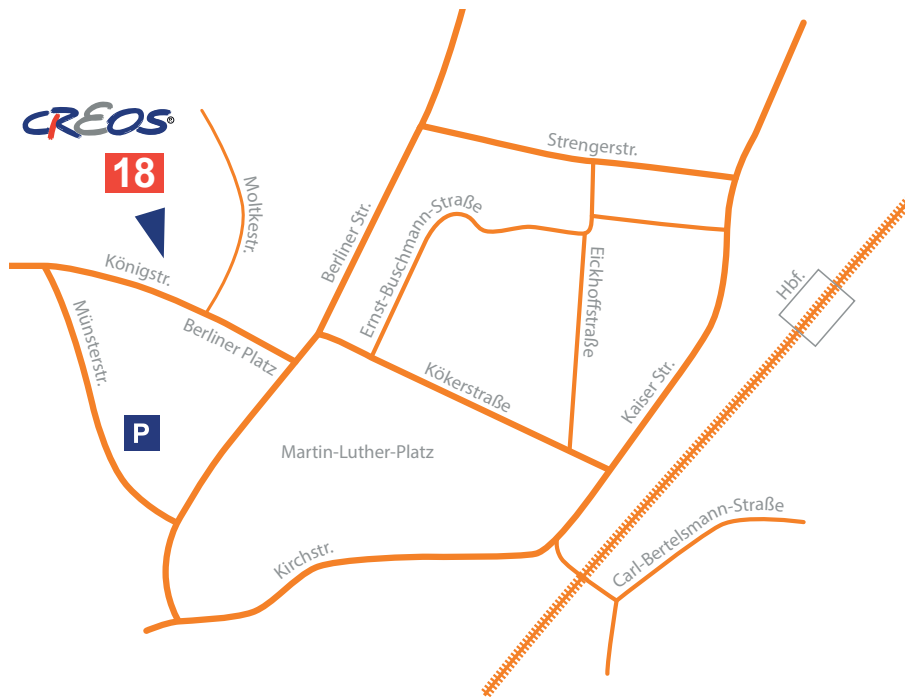 CREOS®
18
Moltkestr.
Königstr.
Berliner Platz
Münsterstr.
P
Berliner Str.
Ernst-Buschmann-Straße
Strengerstr.
Eickhoffstraße
Kökerstraße
Kaiser Str.
Hbf.
Martin-Luther-Platz
Kirchstr.
Carl-Bertelsmann-Straße